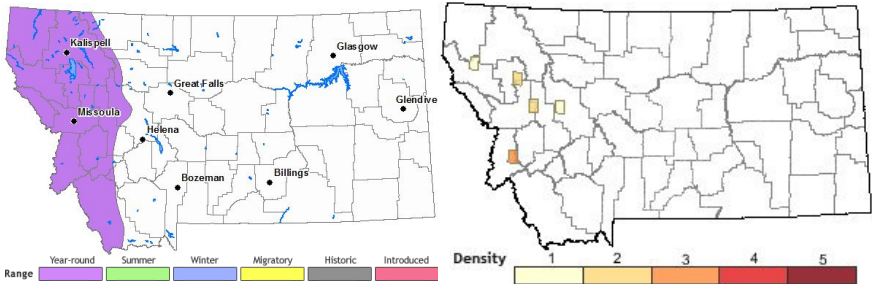 Kalispell
Glasgow
Great Falls
Glendive
Missoula
Helena
Bozeman
Billings
Year-round Summer Winter Migratory Historic Introduced
Range
Density 1 2 3 4 5